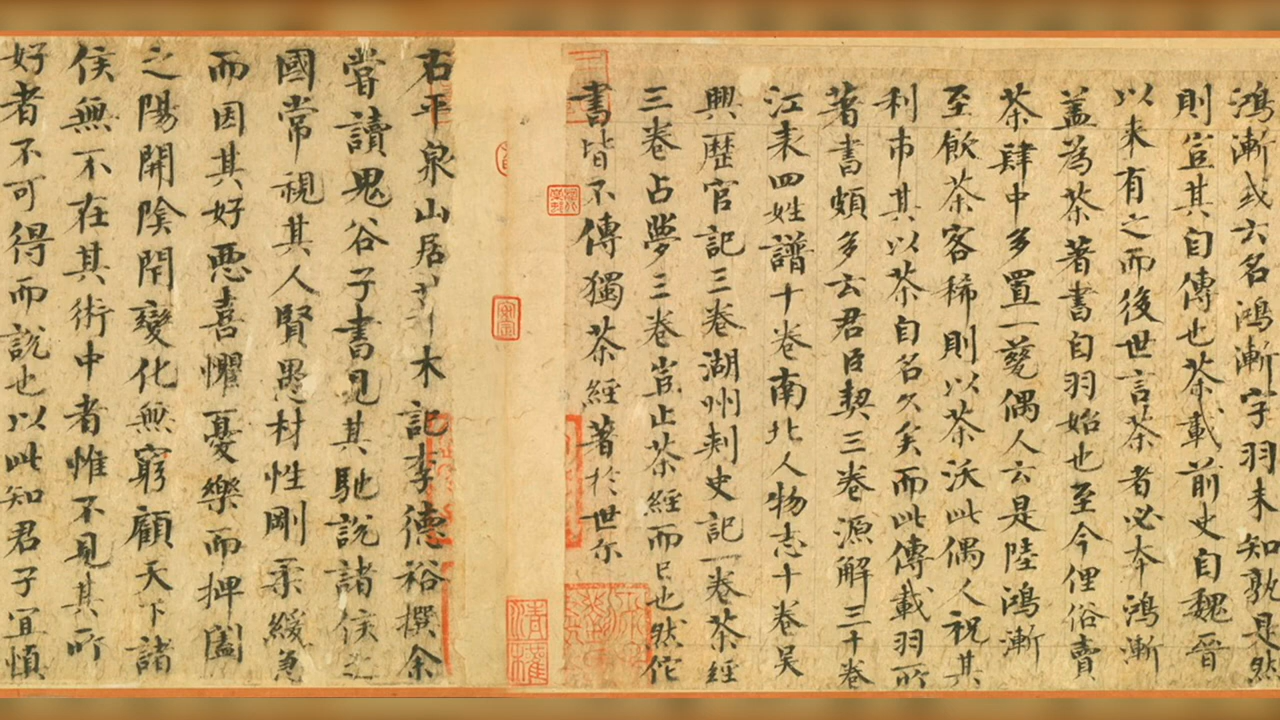 鴻漸或六名鴻漸字羽未知孰是然
則豈其自傳也茶載前史自魏晉
以來有之而後世言茶者必本鴻漸
盖為茶著書自羽始也至今俚俗賣
茶肆中多置一甆偶人云是陸鴻漸
至飲茶客稀則以茶沃此偶人祝其
利市其以茶自名久矣而此傳載羽所
著書頗多云君臣契三卷源解三十卷
江表四姓譜十卷南北人物志十卷吳
興歷官記三卷湖州刺史記一卷茶經
三卷占夢三卷豈止茶經而已也然佗
書皆不傳獨茶經著於世尔
右平泉山居草木記李德裕撰余
嘗讀鬼谷子書見其馳說諸侯之
國常視其人賢愚材性剛柔緩急
而因其好惡喜懼憂樂而捭闔
之陽開陰閉變化無窮顧天下諸
侯無不在其術中者惟不見其所
好者不可得而說也以此知君子宜慎